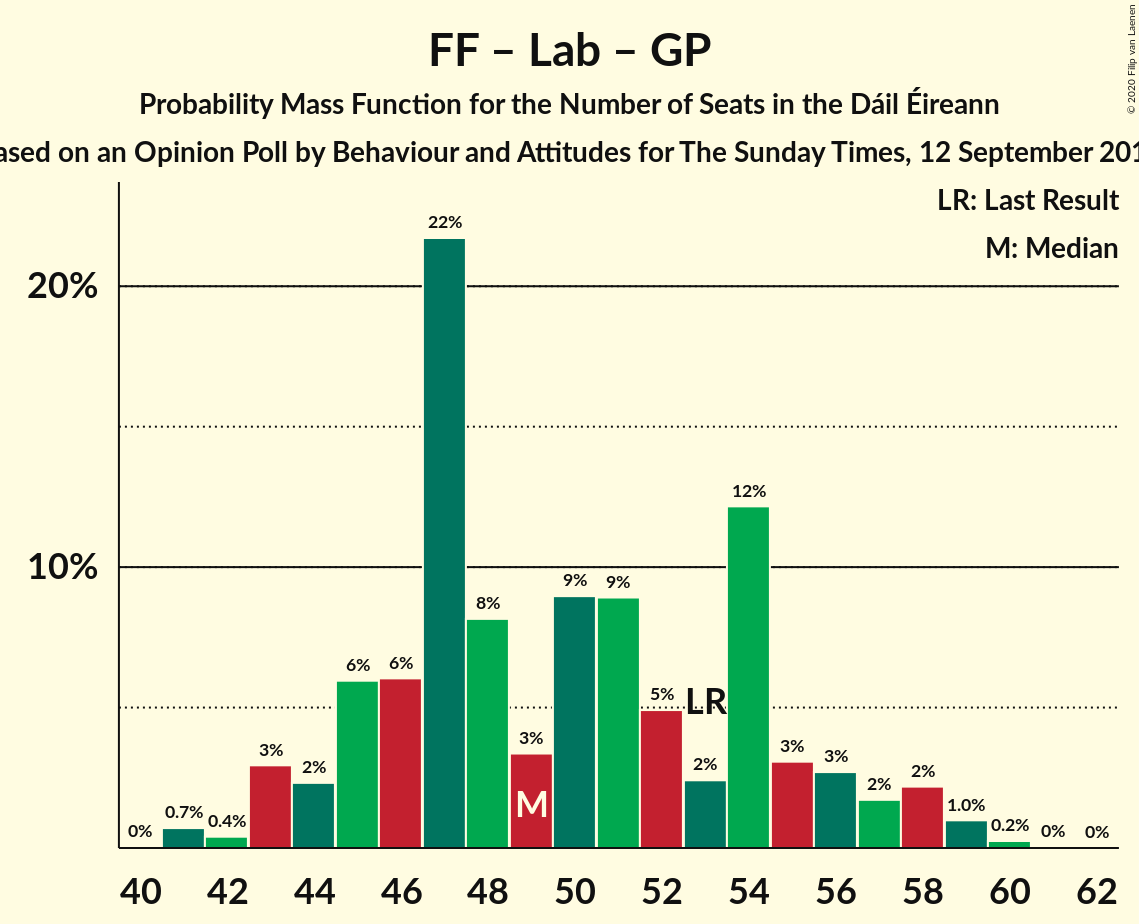 FF – Lab – GP
Probability Mass Function for the Number of Seats in the Dáil Éireann
ased on an Opinion Poll by Behaviour and Attitudes for The Sunday Times, 12 September 201
© 2020 Filip van Laenen
LR: Last Result
M: Median
20%
10%
0%
0.7%
0.4%
3%
2%
6%
6%
22%
8%
3%
9%
9%
5%
2%
12%
3%
3%
2%
2%
1.0%
0.2%
0%
0%
M
LR
40 42 44 46 48 50 52 54 56 58 60 62